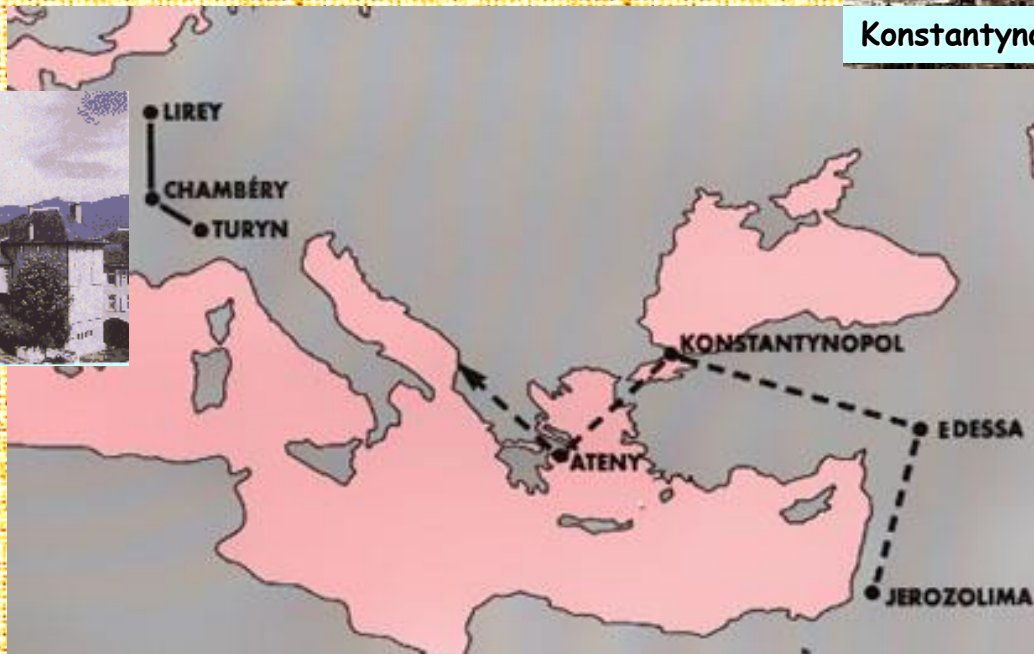 Konstantyno
LIREY
CHAMBÉRY
TURYN
KONSTANTYNOPOL
EDESSA
ATENY
JEROZOLIMA